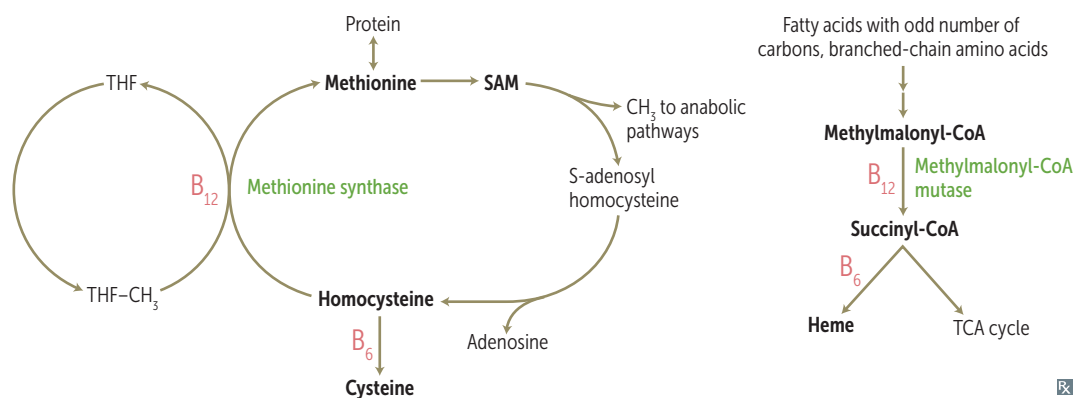 Protein
THF
Methionine
SAM
CH₃ to anabolic
pathways
B₁₂
Methionine synthase
S-adenosyl
homocysteine
THF–CH₃
Homocysteine
Adenosine
B₆
Cysteine
Fatty acids with odd number of
carbons, branched-chain amino acids
Methylmalonyl-CoA
B₁₂
Methylmalonyl-CoA
mutase
Succinyl-CoA
B₆
Heme
TCA cycle
Rx